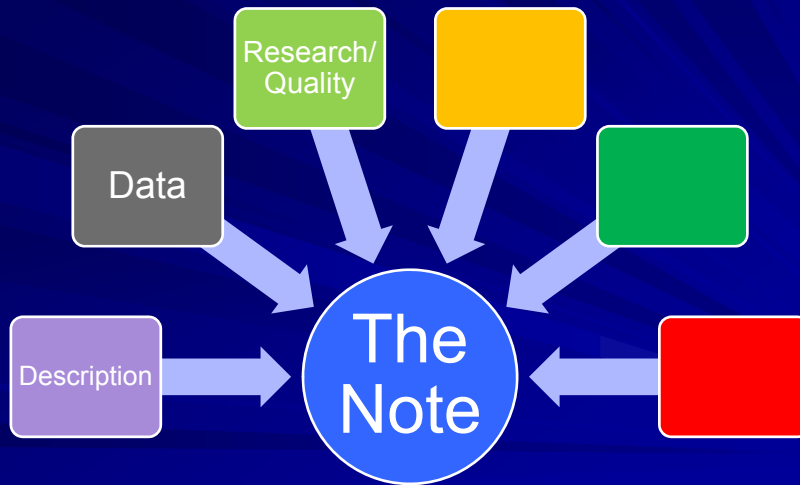 Research/
Quality
Data
Description
The
Note